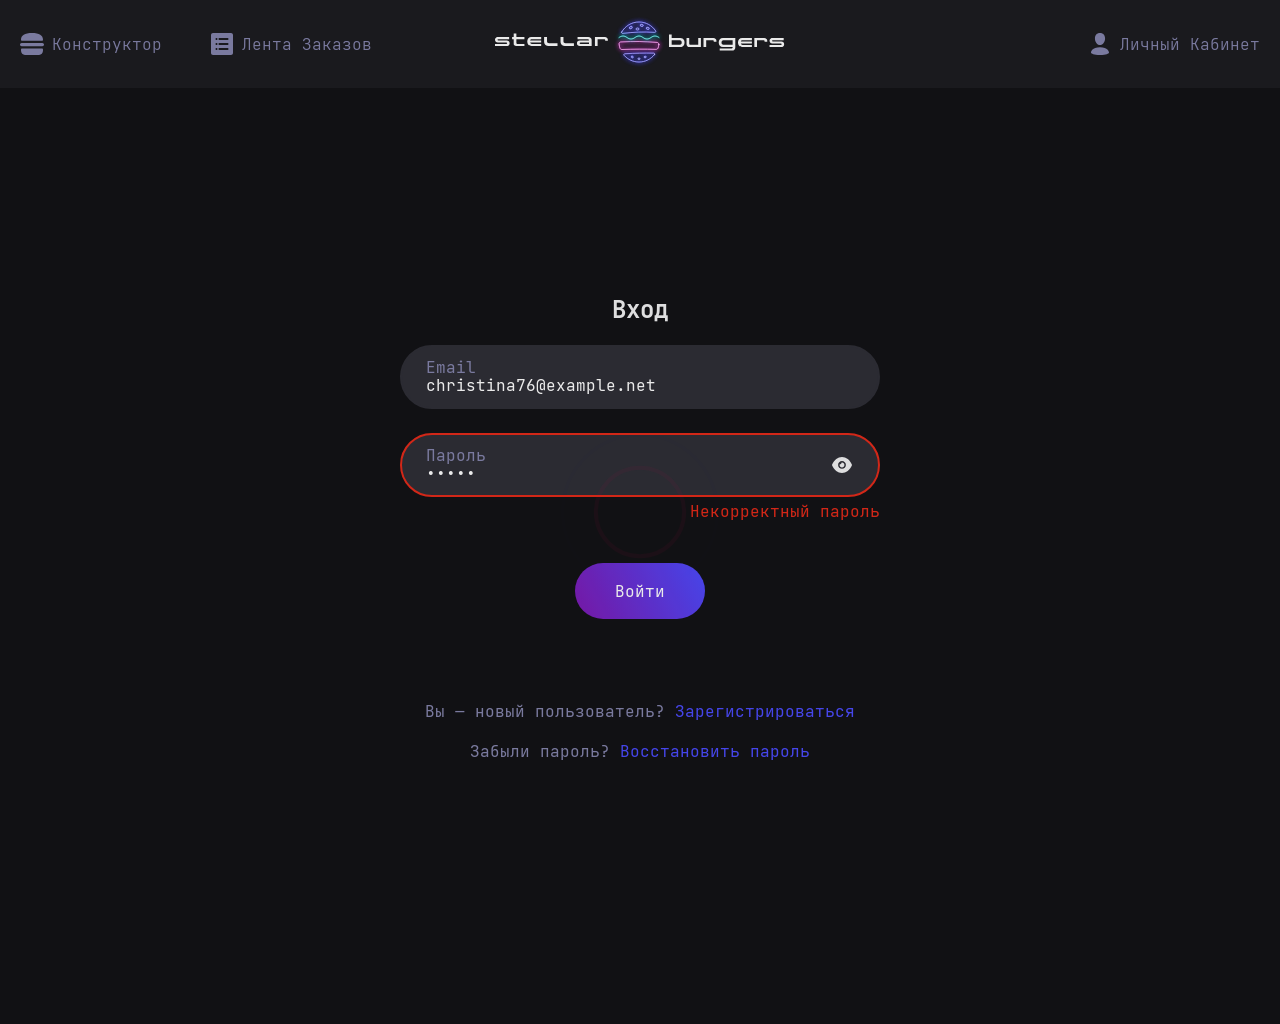 Конструктор
Лента Заказов
stellar burgers
Личный Кабинет
Вход
Email
christina76@example.net
Пароль
•••••
Некорректный пароль
Войти
Вы — новый пользователь? Зарегистрироваться
Забыли пароль? Восстановить пароль